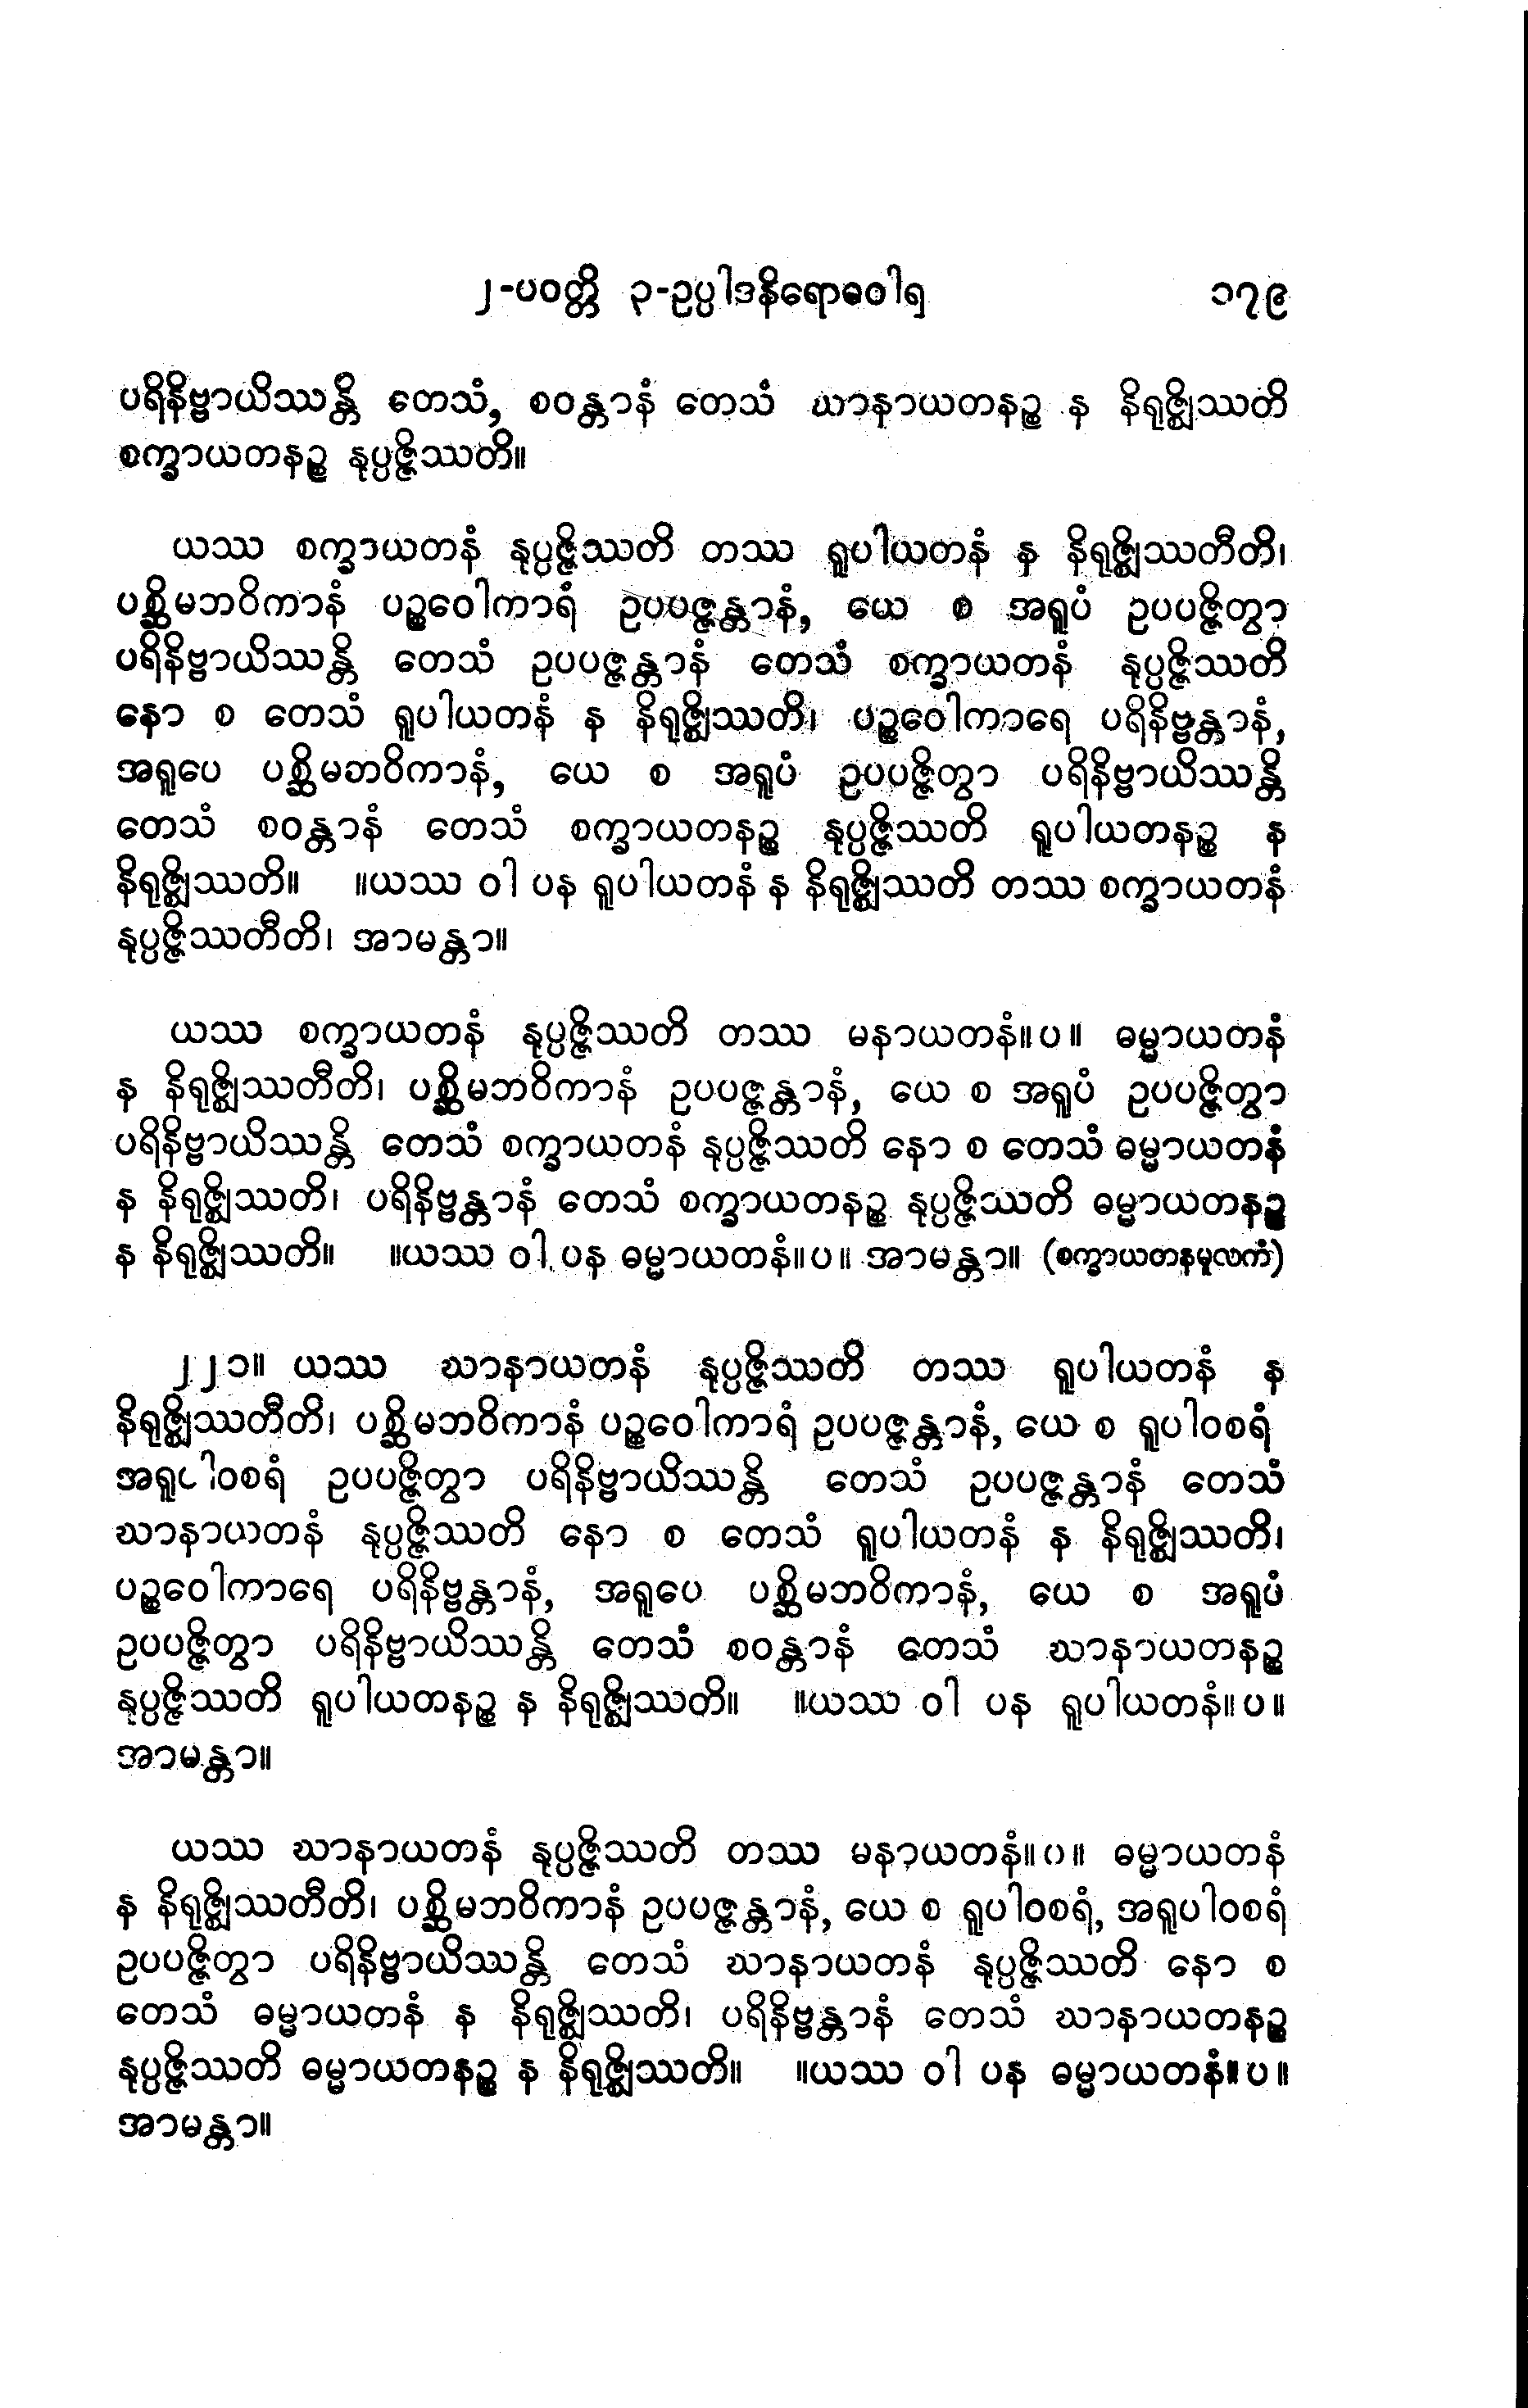 ၂-ပဝတ္တိ ၃-ဥပ္ပါဒနိရောဓဝါရ ၁၇၉
ပရိနိဗ္ဗာယိဿန္တိ တေသံ, စဝန္တာနံ တေသံ ဃာနာယတနဉ္စ န နိရုဇ္ဈိဿတိ
စက္ခာယတနဉ္စ နုပ္ပဇ္ဇိဿတိ။
ယဿ စက္ခာယတနံ နုပ္ပဇ္ဇိဿတိ တဿ ရူပါယတနံ န နိရုဇ္ဈိဿတီတိ၊
ပစ္ဆိမဘဝိကာနံ ပဉ္စဝေါကာရံ ဥပပဇ္ဇန္တာနံ, ယေ စ အရူပံ ဥပပဇ္ဇိတွာ
ပရိနိဗ္ဗာယိဿန္တိ တေသံ ဥပပဇ္ဇန္တာနံ တေသံ စက္ခာယတနံ နုပ္ပဇ္ဇိဿတိ
နော စ တေသံ ရူပါယတနံ န နိရုဇ္ဈိဿတိ၊ ပဉ္စဝေါကာရေ ပရိနိဗ္ဗန္တာနံ,
အရူပေ ပစ္ဆိမဘဝိကာနံ, ယေ စ အရူပံ ဥပပဇ္ဇိတွာ ပရိနိဗ္ဗာယိဿန္တိ
တေသံ စဝန္တာနံ တေသံ စက္ခာယတနဉ္စ နုပ္ပဇ္ဇိဿတိ ရူပါယတနဉ္စ န
နိရုဇ္ဈိဿတိ။ ။ယဿ ဝါ ပန ရူပါယတနံ န နိရုဇ္ဈိဿတိ တဿ စက္ခာယတနံ
နုပ္ပဇ္ဇိဿတီတိ၊ အာမန္တာ။
ယဿ စက္ခာယတနံ နုပ္ပဇ္ဇိဿတိ တဿ မနာယတနံ။ပ။ ဓမ္မာယတနံ
န နိရုဇ္ဈိဿတီတိ၊ ပစ္ဆိမဘဝိကာနံ ဥပပဇ္ဇန္တာနံ, ယေ စ အရူပံ ဥပပဇ္ဇိတွာ
ပရိနိဗ္ဗာယိဿန္တိ တေသံ စက္ခာယတနံ နုပ္ပဇ္ဇိဿတိ နော စ တေသံ ဓမ္မာယတနံ
န နိရုဇ္ဈိဿတိ၊ ပရိနိဗ္ဗန္တာနံ တေသံ စက္ခာယတနဉ္စ နုပ္ပဇ္ဇိဿတိ ဓမ္မာယတနဉ္စ
န နိရုဇ္ဈိဿတိ။ ။ယဿ ဝါ ပန ဓမ္မာယတနံ။ပ။ အာမန္တာ။ (စက္ခာယတနမူလကံ)
၂၂၁။ ယဿ ဃာနာယတနံ နုပ္ပဇ္ဇိဿတိ တဿ ရူပါယတနံ န
နိရုဇ္ဈိဿတီတိ၊ ပစ္ဆိမဘဝိကာနံ ပဉ္စဝေါကာရံ ဥပပဇ္ဇန္တာနံ, ယေ စ ရူပါဝစရံ
အရူပါဝစရံ ဥပပဇ္ဇိတွာ ပရိနိဗ္ဗာယိဿန္တိ တေသံ ဥပပဇ္ဇန္တာနံ တေသံ
ဃာနာယတနံ နုပ္ပဇ္ဇိဿတိ နော စ တေသံ ရူပါယတနံ န နိရုဇ္ဈိဿတိ၊
ပဉ္စဝေါကာရေ ပရိနိဗ္ဗန္တာနံ, အရူပေ ပစ္ဆိမဘဝိကာနံ, ယေ စ အရူပံ
ဥပပဇ္ဇိတွာ ပရိနိဗ္ဗာယိဿန္တိ တေသံ စဝန္တာနံ တေသံ ဃာနာယတနဉ္စ
နုပ္ပဇ္ဇိဿတိ ရူပါယတနဉ္စ န နိရုဇ္ဈိဿတိ။ ။ယဿ ဝါ ပန ရူပါယတနံ။ပ။
အာမန္တာ။
ယဿ ဃာနာယတနံ နုပ္ပဇ္ဇိဿတိ တဿ မနာယတနံ။ပ။ ဓမ္မာယတနံ
န နိရုဇ္ဈိဿတီတိ၊ ပစ္ဆိမဘဝိကာနံ ဥပပဇ္ဇန္တာနံ, ယေ စ ရူပါဝစရံ, အရူပါဝစရံ
ဥပပဇ္ဇိတွာ ပရိနိဗ္ဗာယိဿန္တိ တေသံ ဃာနာယတနံ နုပ္ပဇ္ဇိဿတိ နော စ
တေသံ ဓမ္မာယတနံ န နိရုဇ္ဈိဿတိ၊ ပရိနိဗ္ဗန္တာနံ တေသံ ဃာနာယတနဉ္စ
နုပ္ပဇ္ဇိဿတိ ဓမ္မာယတနဉ္စ န နိရုဇ္ဈိဿတိ။ ။ယဿ ဝါ ပန ဓမ္မာယတနံ။ပ။
အာမန္တာ။